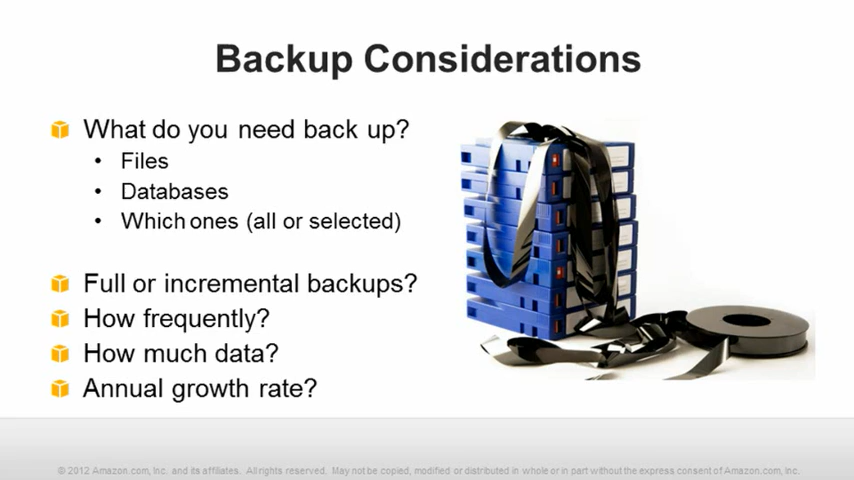 Backup Considerations
What do you need back up?
• Files
• Databases
• Which ones (all or selected)
Full or incremental backups?
How frequently?
How much data?
Annual growth rate?
© 2012 Amazon.com, Inc. and its affiliates. All rights reserved. May not be copied, modified or distributed in whole or in part without the express consent of Amazon.com, Inc.